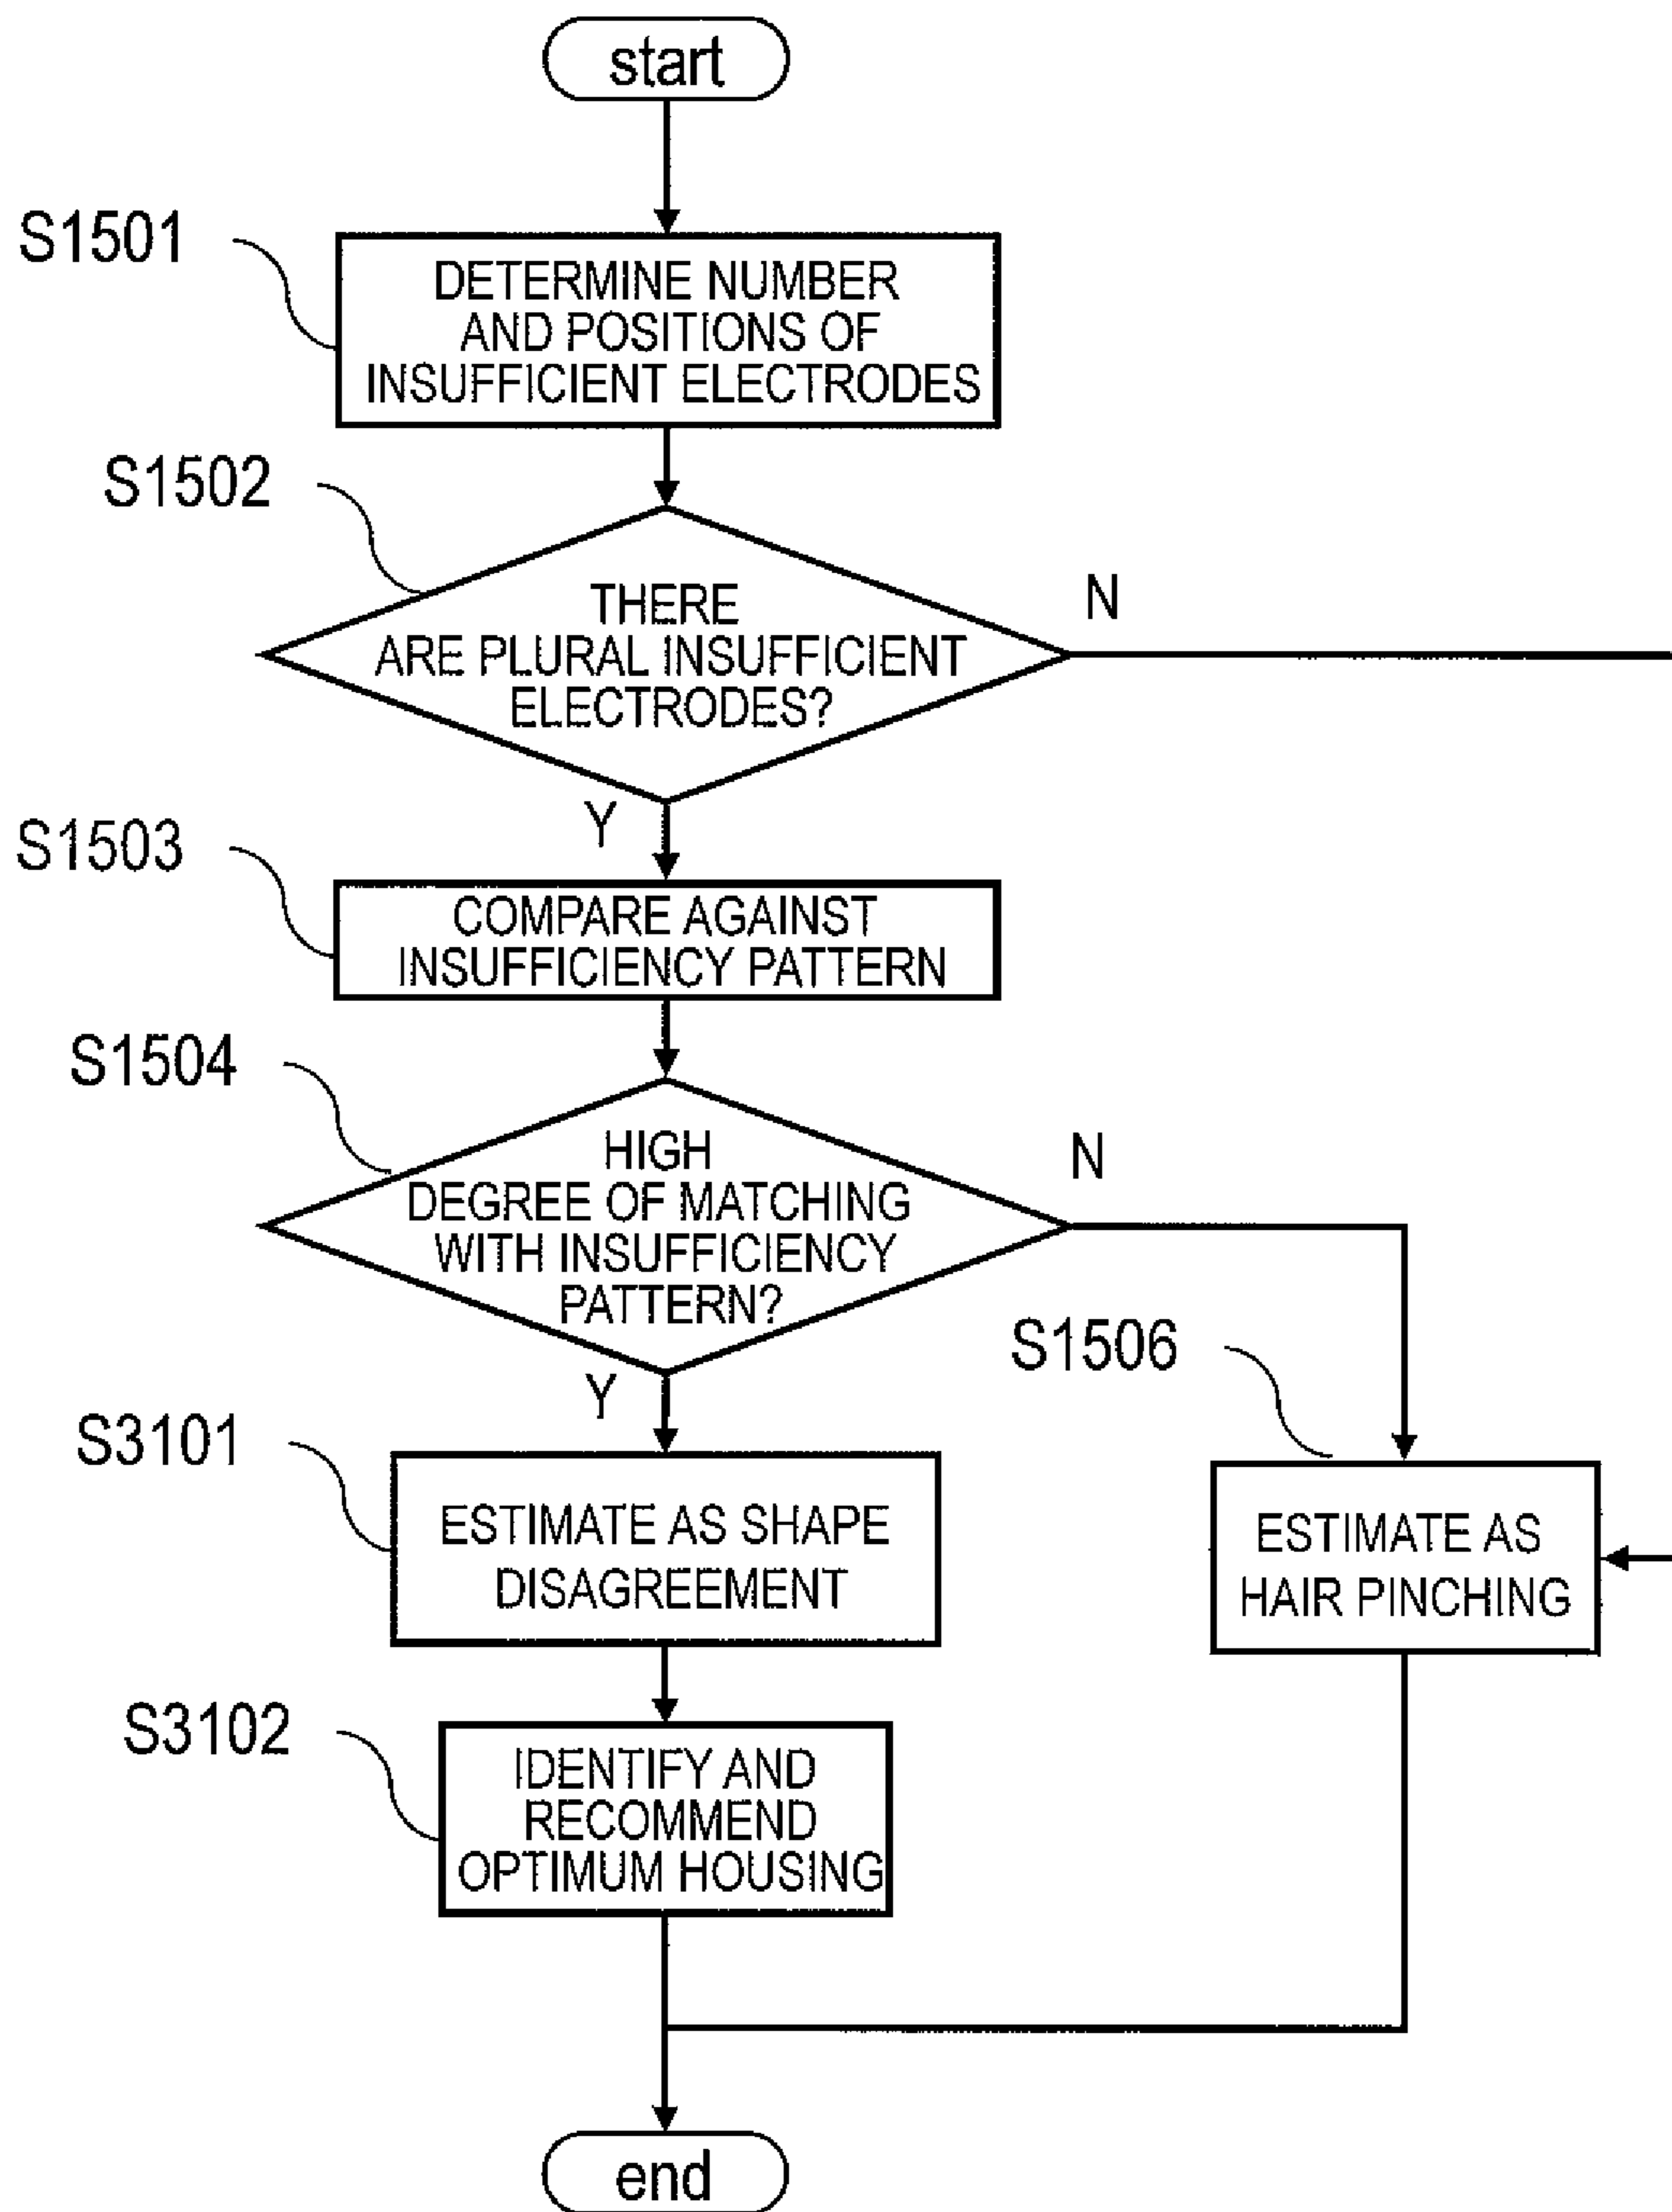 start
S1501
DETERMINE NUMBER
AND POSITIONS OF
INSUFFICIENT ELECTRODES
S1502
THERE
ARE PLURAL INSUFFICIENT
ELECTRODES?
N
Y
S1503
COMPARE AGAINST
INSUFFICIENCY PATTERN
S1504
HIGH
DEGREE OF MATCHING
WITH INSUFFICIENCY
PATTERN?
N
Y
S1506
ESTIMATE AS
HAIR PINCHING
S3101
ESTIMATE AS SHAPE
DISAGREEMENT
S3102
IDENTIFY AND
RECOMMEND
OPTIMUM HOUSING
end